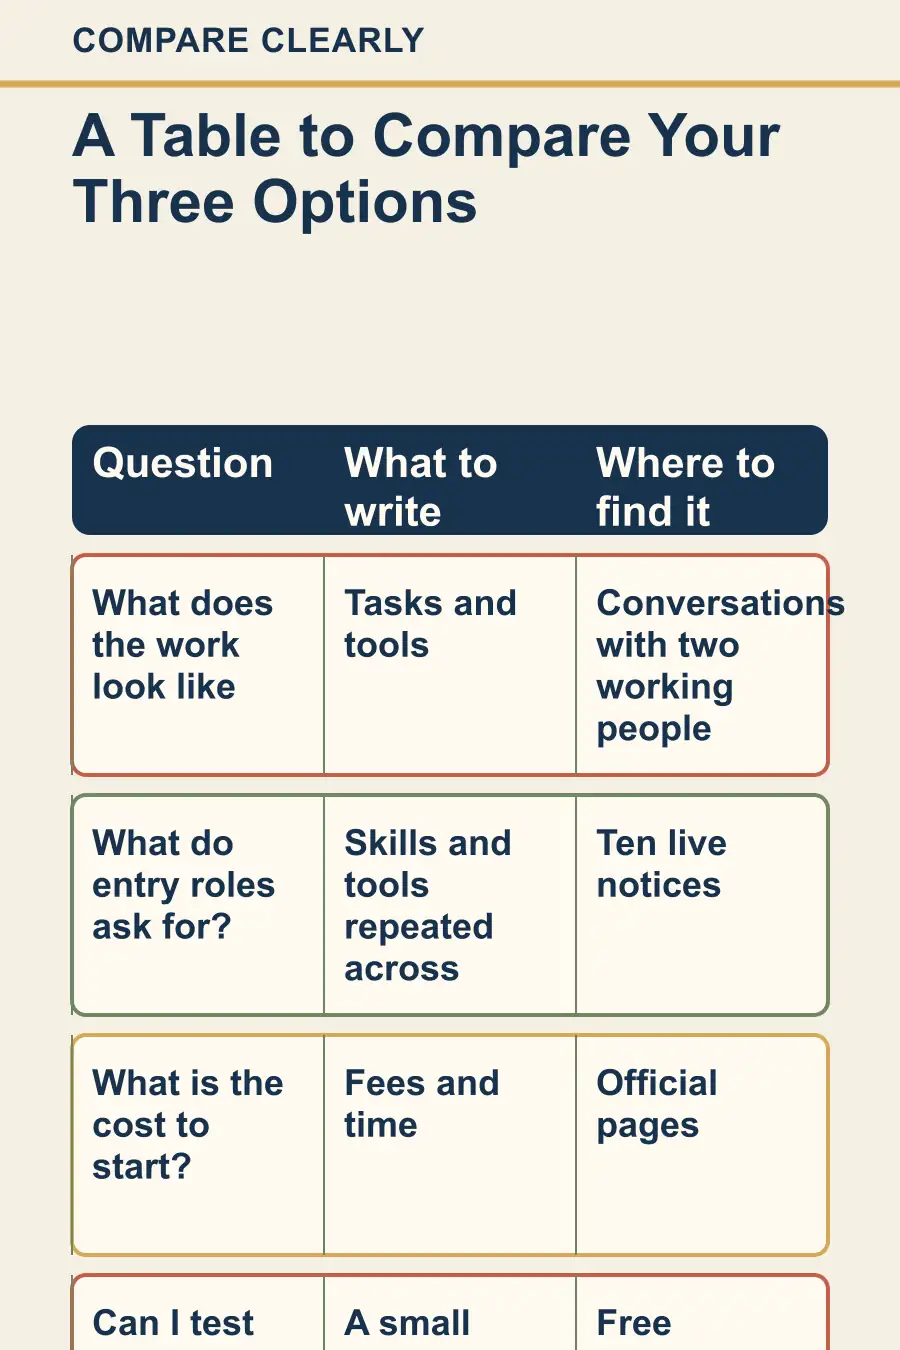 COMPARE CLEARLY
A Table to Compare Your
Three Options
Question
What to
write
Where to
find it
What does
the work
look like
Tasks and
tools
Conversations
with two
working
people
What do
entry roles
ask for?
Skills and
tools
repeated
across
Ten live
notices
What is the
cost to
start?
Fees and
time
Official
pages
Can I test
A small
Free